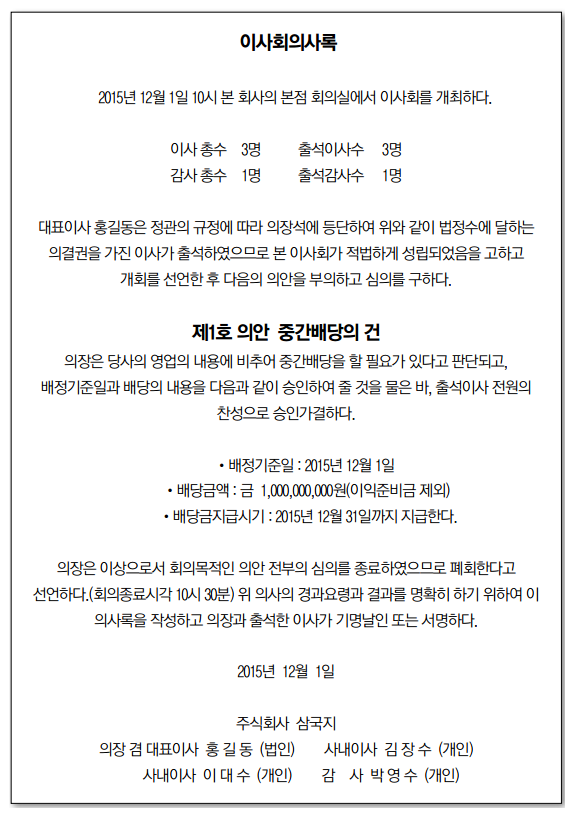 이사회의사록
2015년 12월 1일 10시 본 회사의 본점 회의실에서 이사회를 개최하다.
이사 총수 3명 출석이사수 3명
감사 총수 1명 출석감사수 1명
대표이사 홍길동은 정관의 규정에 따라 의장석에 등단하여 위와 같이 법정수에 달하는
의결권을 가진 이사가 출석하였으므로 본 이사회가 적법하게 성립되었음을 고하고
개회를 선언한 후 다음의 의안을 부의하고 심의를 구하다.
제1호 의안 중간배당의 건
의장은 당사의 영업의 내용에 비추어 중간배당을 할 필요가 있다고 판단되고,
배정기준일과 배당의 내용을 다음과 같이 승인하여 줄 것을 물은 바, 출석이사 전원의
찬성으로 승인가결하다.
• 배정기준일 : 2015년 12월 1일
• 배당금액 : 금 1,000,000,000원(이익준비금 제외)
• 배당금지급시기 : 2015년 12월 31일까지 지급한다.
의장은 이상으로서 회의목적인 의안 전부의 심의를 종료하였으므로 폐회한다고
선언하다.(회의종료시각 10시 30분) 위 의사의 경과요령과 결과를 명확히 하기 위하여 이
의사록을 작성하고 의장과 출석한 이사가 기명날인 또는 서명하다.
2015년 12월 1일
주식회사 삼국지
의장 겸 대표이사 홍 길 동 (법인) 사내이사 김 장 수 (개인)
사내이사 이 대 수 (개인) 감 사 박 영 수 (개인)